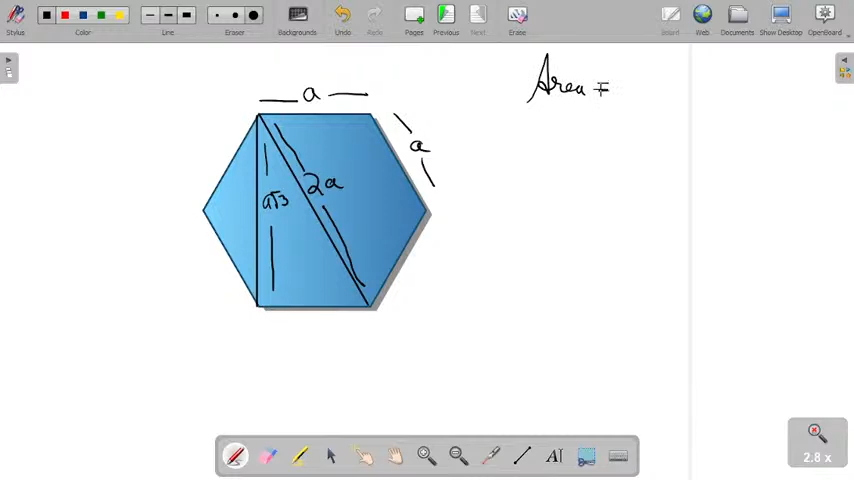 Stylus
Color
Line
Eraser
Backgrounds
Undo
Redo
Pages
Previous
Next
Erase
Board
Web
Documents
Show Desktop
OpenBoard
Area =
a
a
a√3
2a
2.8 x